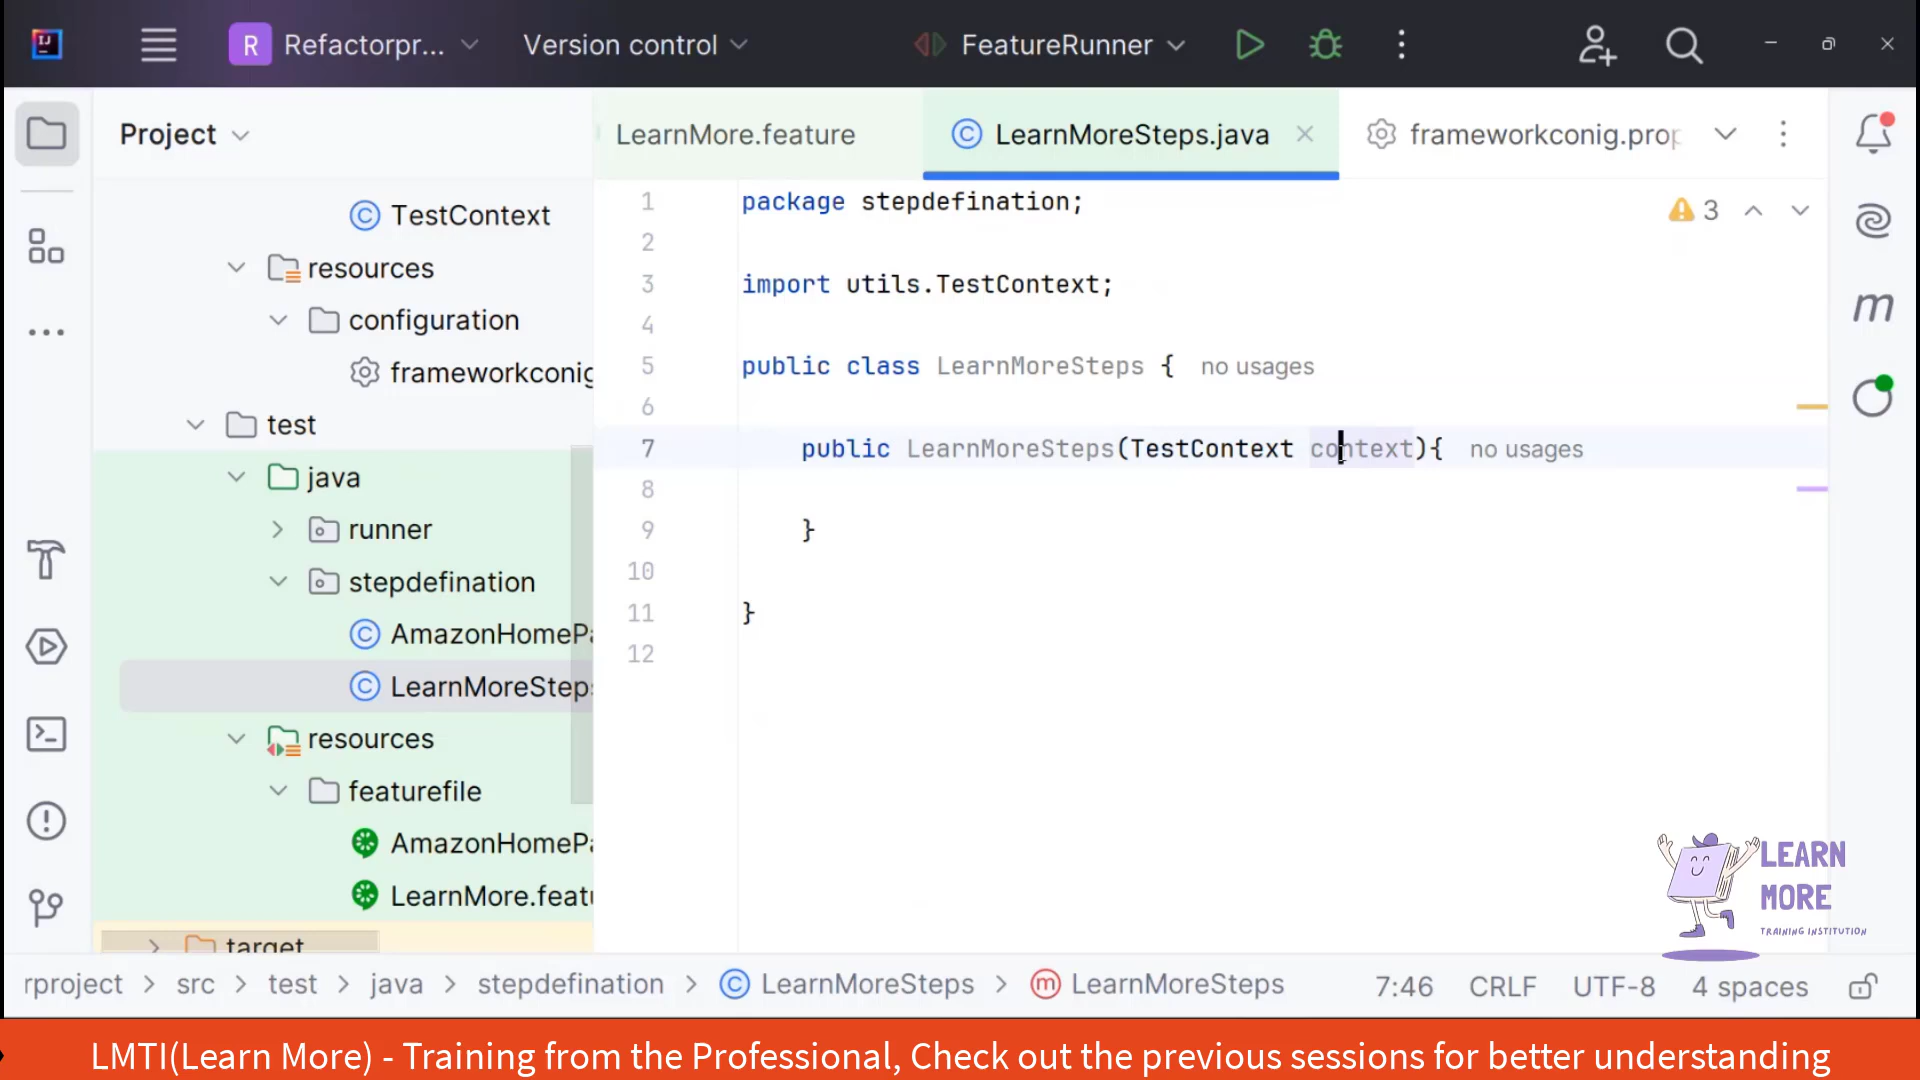 R Refactorpr... Version control FeatureRunner
Project
LearnMore.feature LearnMoreSteps.java frameworkconig.prop
TestContext
resources
configuration
frameworkconig
test
java
runner
stepdefination
AmazonHomePa
LearnMoreSteps
resources
featurefile
AmazonHomePa
LearnMore.featu
target
3
1 package stepdefination;
2
3 import utils.TestContext;
4
5 public class LearnMoreSteps { no usages
6
7 public LearnMoreSteps(TestContext context){ no usages
8
9 }
10
11 }
12
m
LEARN
MORE
TRAINING INSTITUTION
rproject > src > test > java > stepdefination > LearnMoreSteps > m LearnMoreSteps 7:46 CRLF UTF-8 4 spaces
LMTI(Learn More) - Training from the Professional, Check out the previous sessions for better understanding